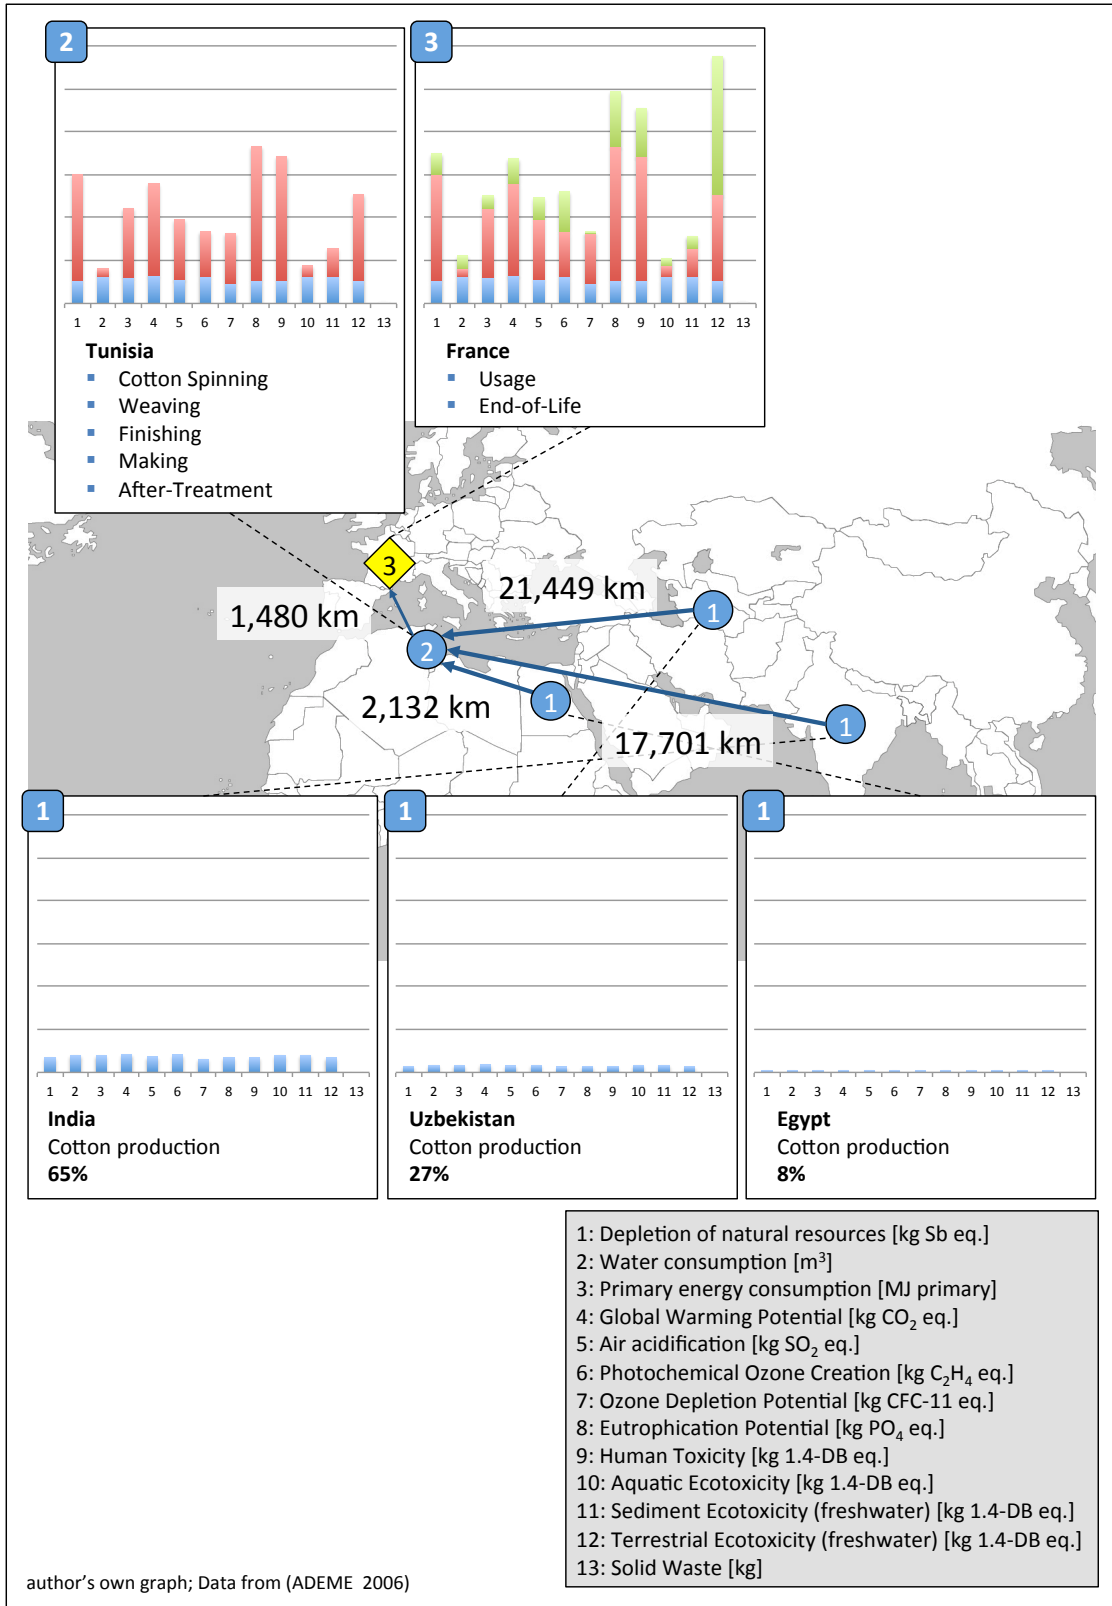 2
1 2 3 4 5 6 7 8 9 10 11 12 13
Tunisia
Cotton Spinning
Weaving
Finishing
Making
After-Treatment
3
1 2 3 4 5 6 7 8 9 10 11 12 13
France
Usage
End-of-Life
3
1,480 km
21,449 km
1
2
2,132 km
1
17,701 km
1
1
1 2 3 4 5 6 7 8 9 10 11 12 13
India
Cotton production
65%
1
1 2 3 4 5 6 7 8 9 10 11 12 13
Uzbekistan
Cotton production
27%
1
1 2 3 4 5 6 7 8 9 10 11 12 13
Egypt
Cotton production
8%
1: Depletion of natural resources [kg Sb eq.]
2: Water consumption [m³]
3: Primary energy consumption [MJ primary]
4: Global Warming Potential [kg CO₂ eq.]
5: Air acidification [kg SO₂ eq.]
6: Photochemical Ozone Creation [kg C₂H₄ eq.]
7: Ozone Depletion Potential [kg CFC-11 eq.]
8: Eutrophication Potential [kg PO₄ eq.]
9: Human Toxicity [kg 1.4-DB eq.]
10: Aquatic Ecotoxicity [kg 1.4-DB eq.]
11: Sediment Ecotoxicity (freshwater) [kg 1.4-DB eq.]
12: Terrestrial Ecotoxicity (freshwater) [kg 1.4-DB eq.]
13: Solid Waste [kg]
author's own graph; Data from (ADEME 2006)